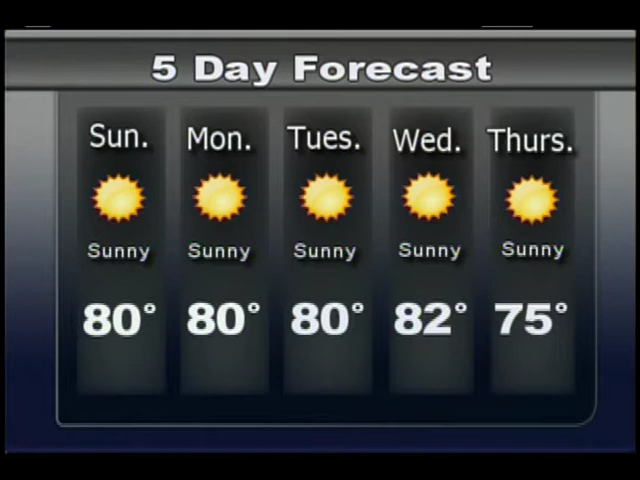 5 Day Forecast
Sun. Mon. Tues. Wed. Thurs.
Sunny Sunny Sunny Sunny Sunny
80° 80° 80° 82° 75°